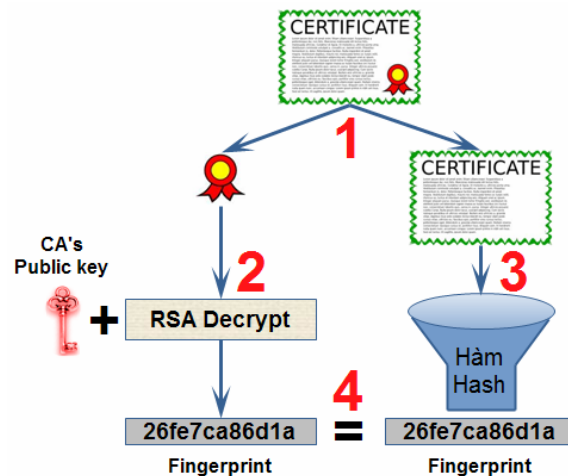 CERTIFICATE
1
CERTIFICATE
CA's
Public key
2
3
+
RSA Decrypt
Hàm
Hash
4
26fe7ca86d1a
=
26fe7ca86d1a
Fingerprint
Fingerprint